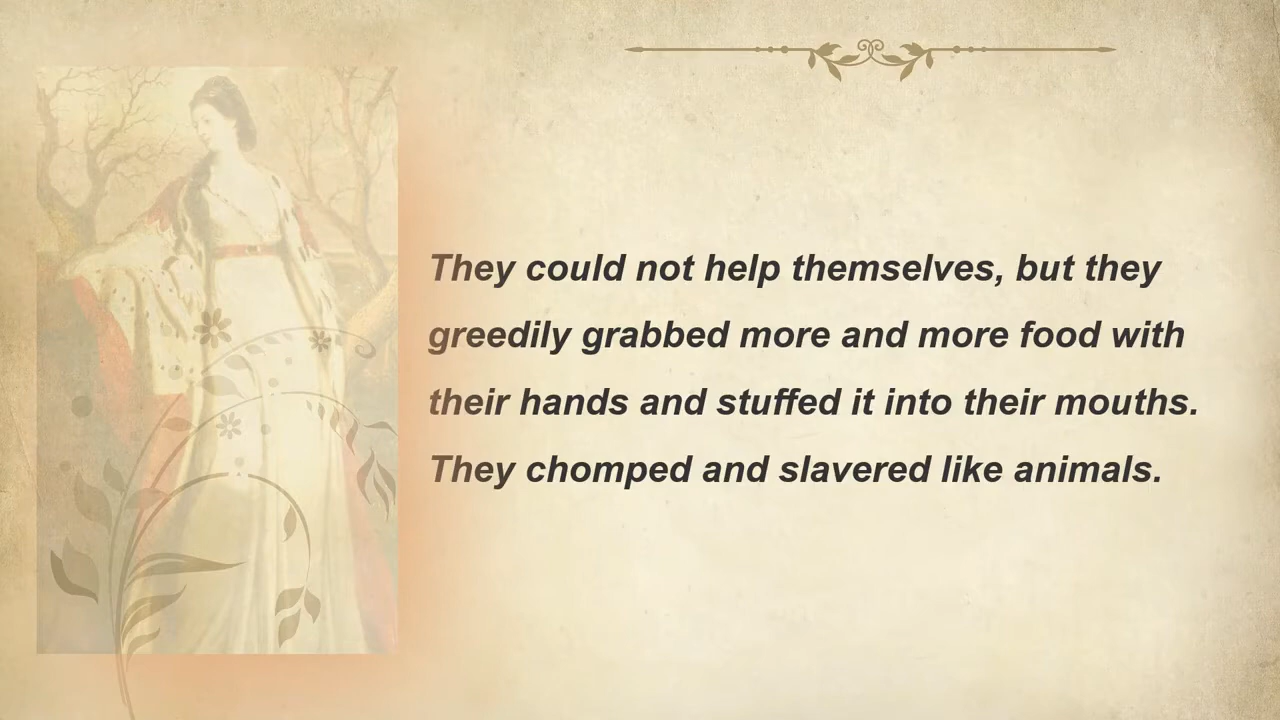 They could not help themselves, but they
greedily grabbed more and more food with
their hands and stuffed it into their mouths.
They chomped and slavered like animals.